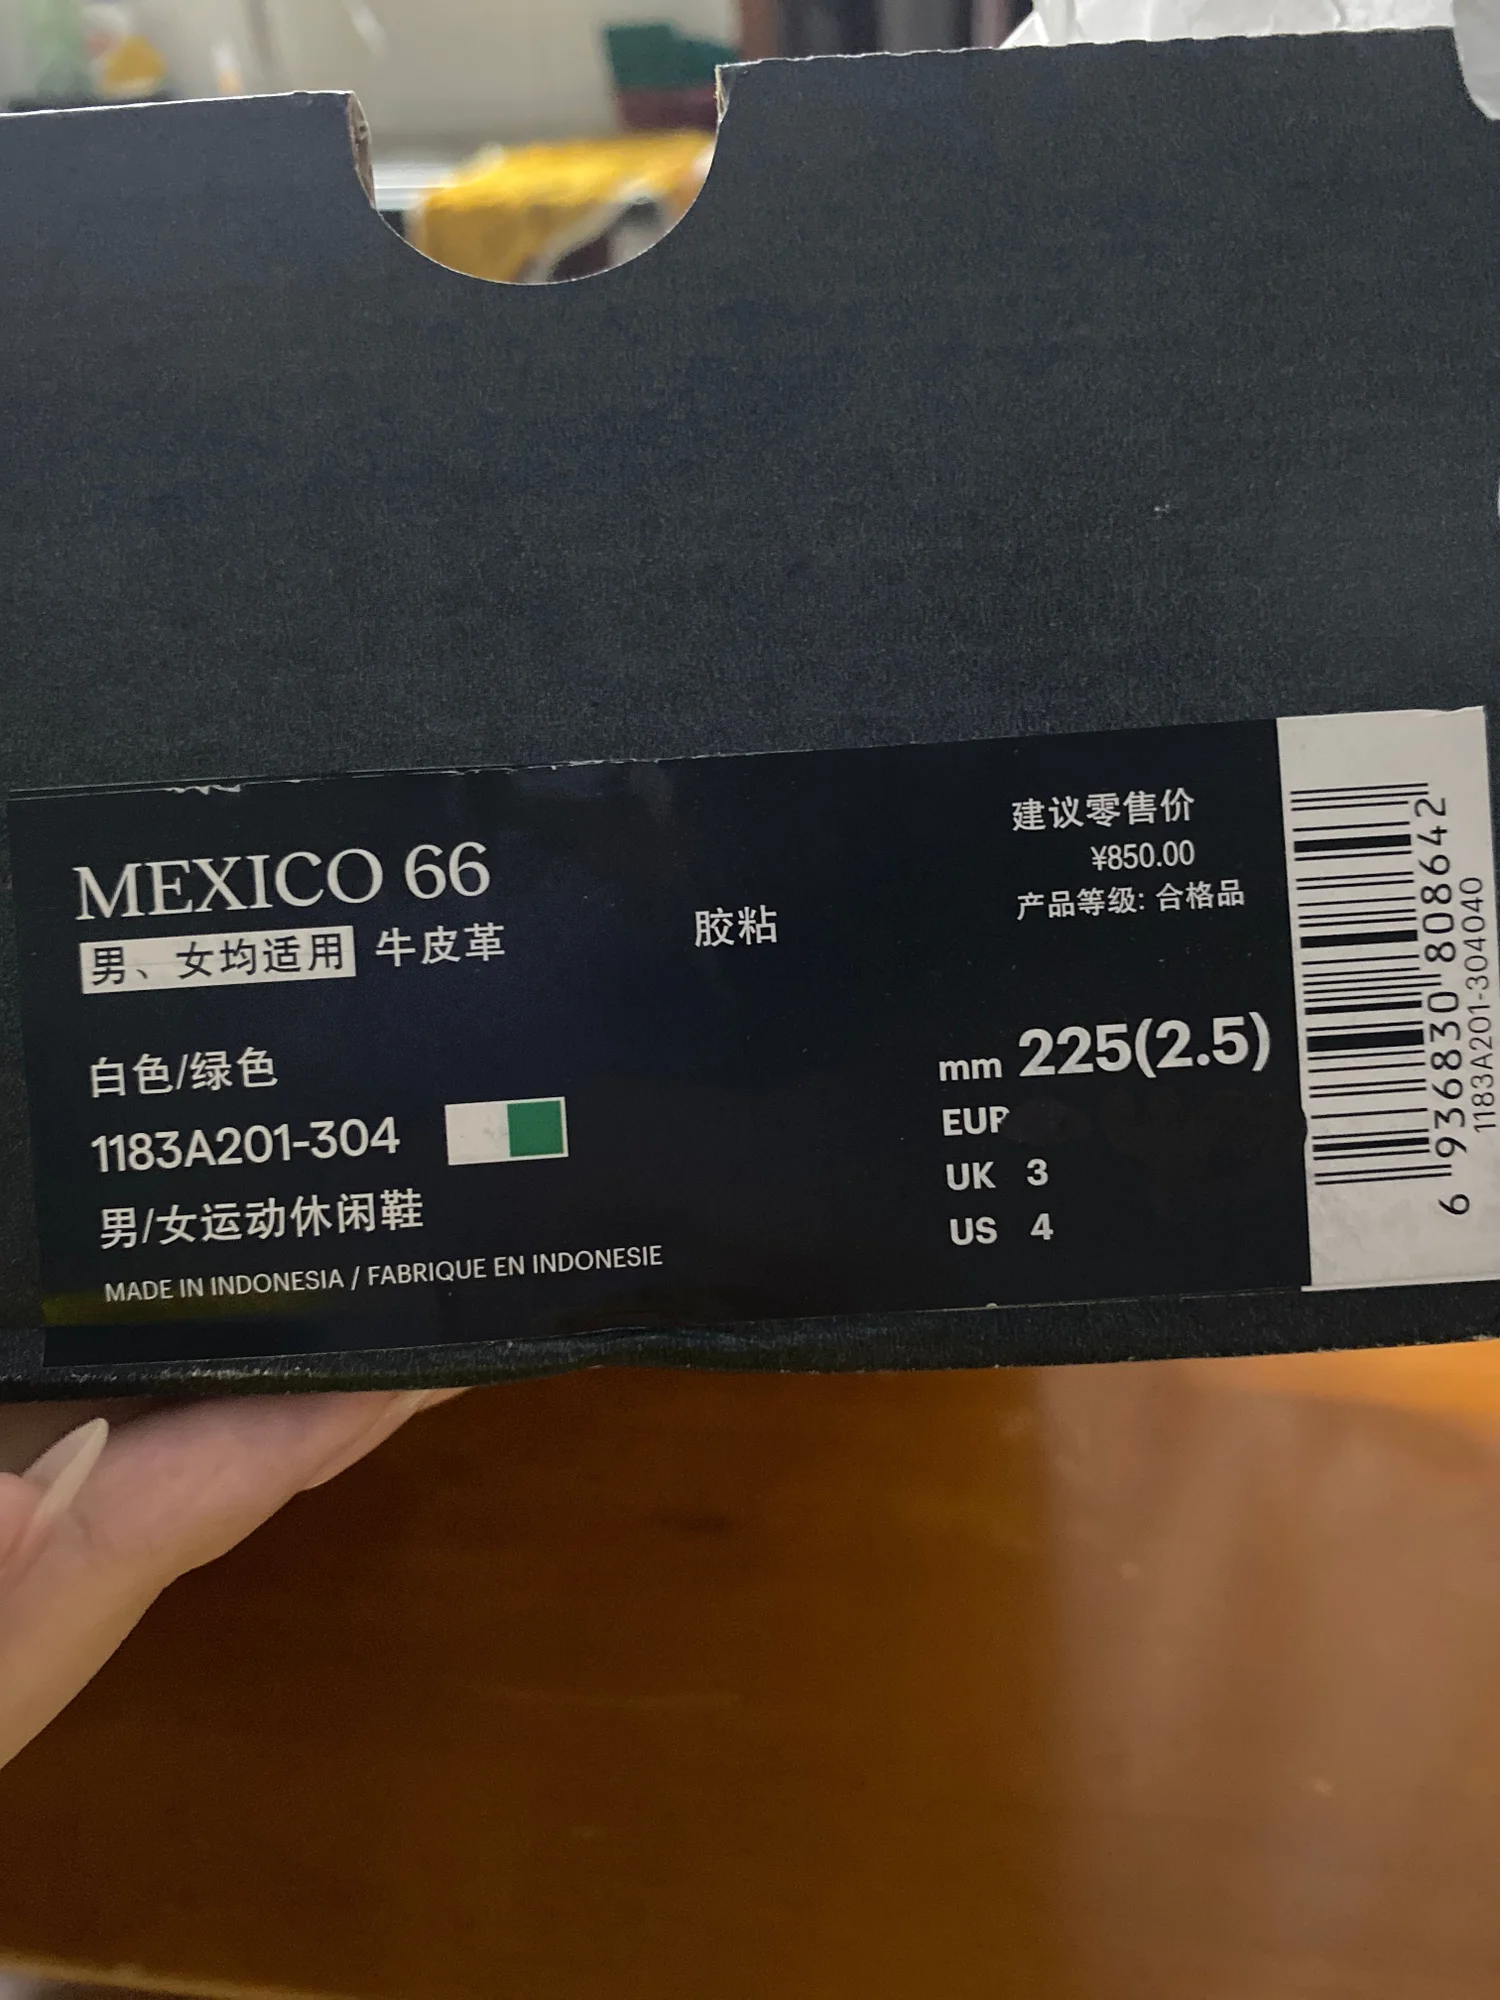 MEXICO 66
男、女均适用 牛皮革
胶粘
白色/绿色
1183A201-304
男/女运动休闲鞋
MADE IN INDONESIA / FABRIQUE EN INDONESIE
建议零售价
¥850.00
产品等级: 合格品
mm 225(2.5)
EUR
UK 3
US 4
6 936830 808642
1183A201-304040